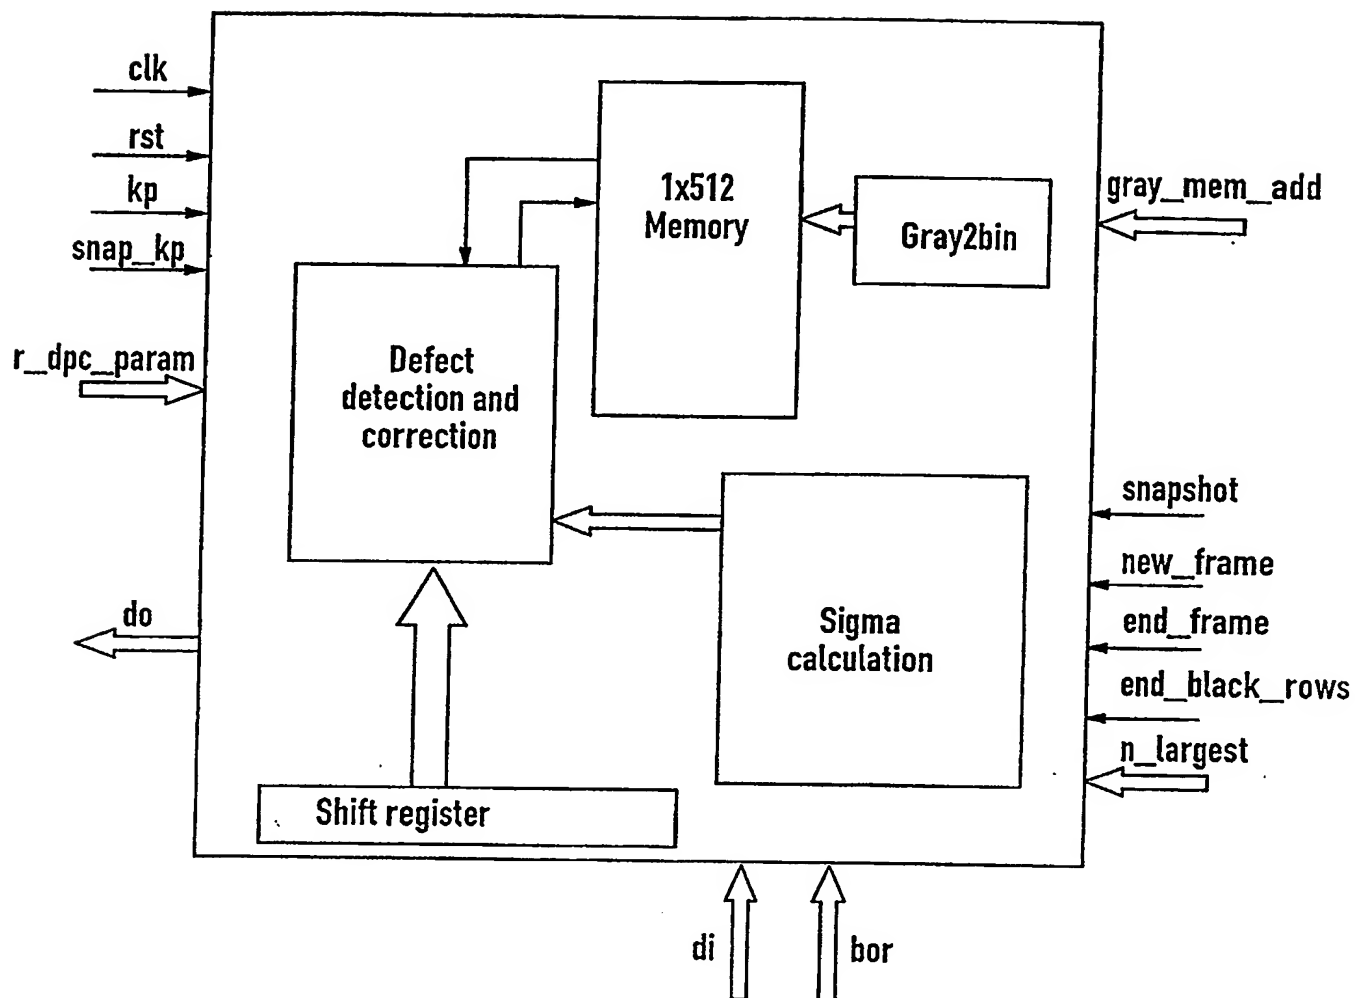 clk
rst
kp
snap_kp
r_dpc_param
do
1x512
Memory
Gray2bin
gray_mem_add
Defect
detection and
correction
snapshot
new_frame
end_frame
end_black_rows
n_largest
Sigma
calculation
Shift register
di
bor